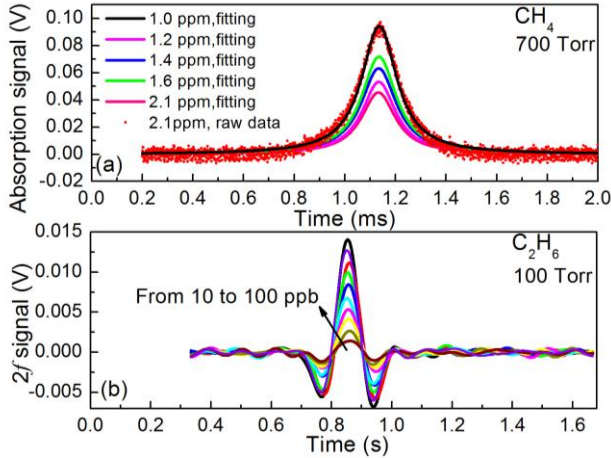 0.10
0.08
0.06
0.04
0.02
0.00
-0.02
Absorption signal (V)
1.0 ppm,fitting
1.2 ppm,fitting
1.4 ppm,fitting
1.6 ppm,fitting
2.1 ppm,fitting
2.1ppm, raw data
CH4
700 Torr
(a)
0.0 0.2 0.4 0.6 0.8 1.0 1.2 1.4 1.6 1.8 2.0
Time (ms)
0.015
0.010
0.005
0.000
-0.005
2f signal (V)
C2H6
100 Torr
From 10 to 100 ppb
(b)
0.0 0.2 0.4 0.6 0.8 1.0 1.2 1.4 1.6
Time (s)